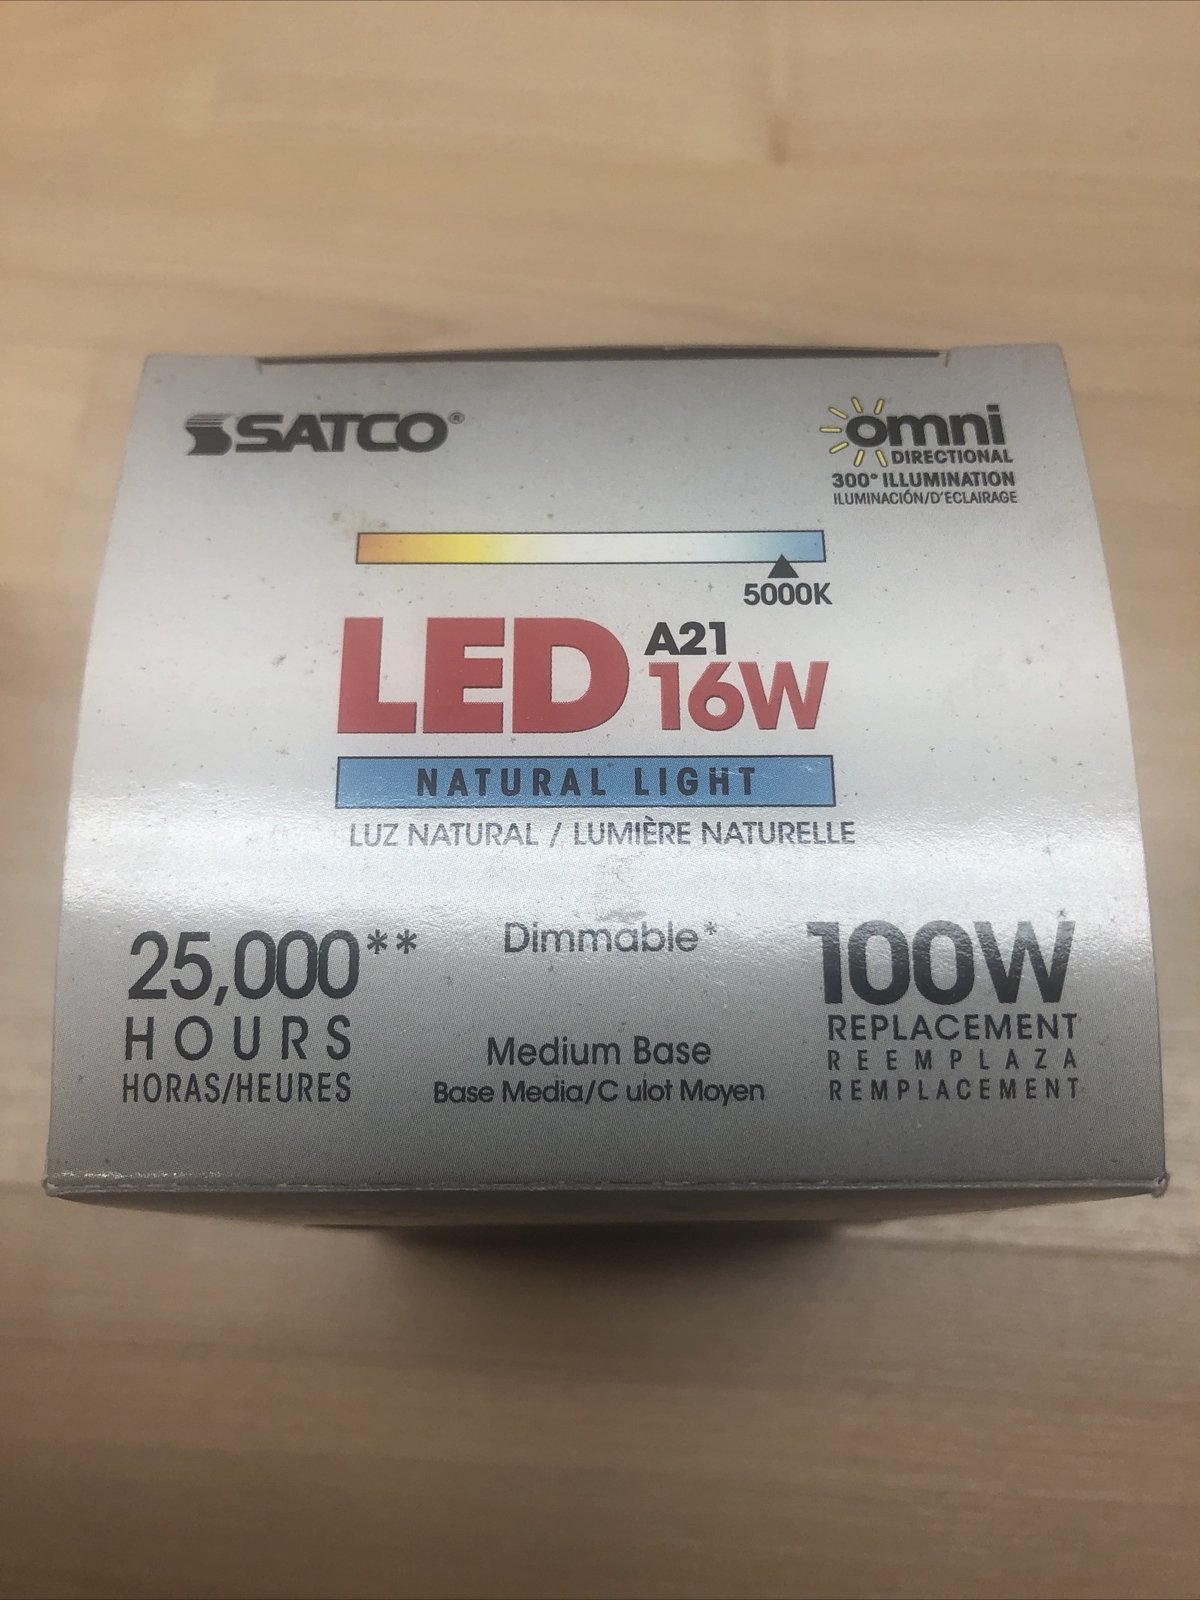 SATCO®
omni
DIRECTIONAL
300° ILLUMINATION
ILUMINACIÓN/D'ECLAIRAGE
5000K
LED A21 16W
NATURAL LIGHT
LUZ NATURAL / LUMIÈRE NATURELLE
25,000**
HOURS
HORAS/HEURES
Dimmable*
Medium Base
Base Media/C ulot Moyen
100W
REPLACEMENT
REEMPLAZA
REMPLACEMENT